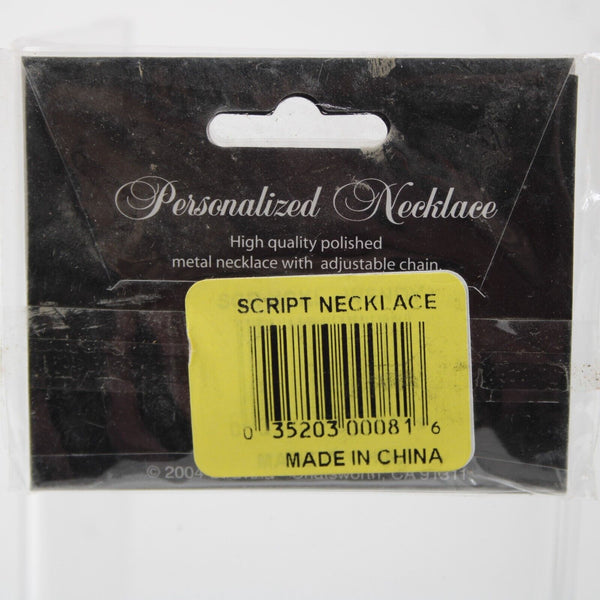 Personalized Necklace
High quality polished
metal necklace with adjustable chain
SCRIPT NECKLACE
0 35203 00081 6
MADE IN CHINA
© 2004 Chatsworth, CA 91311